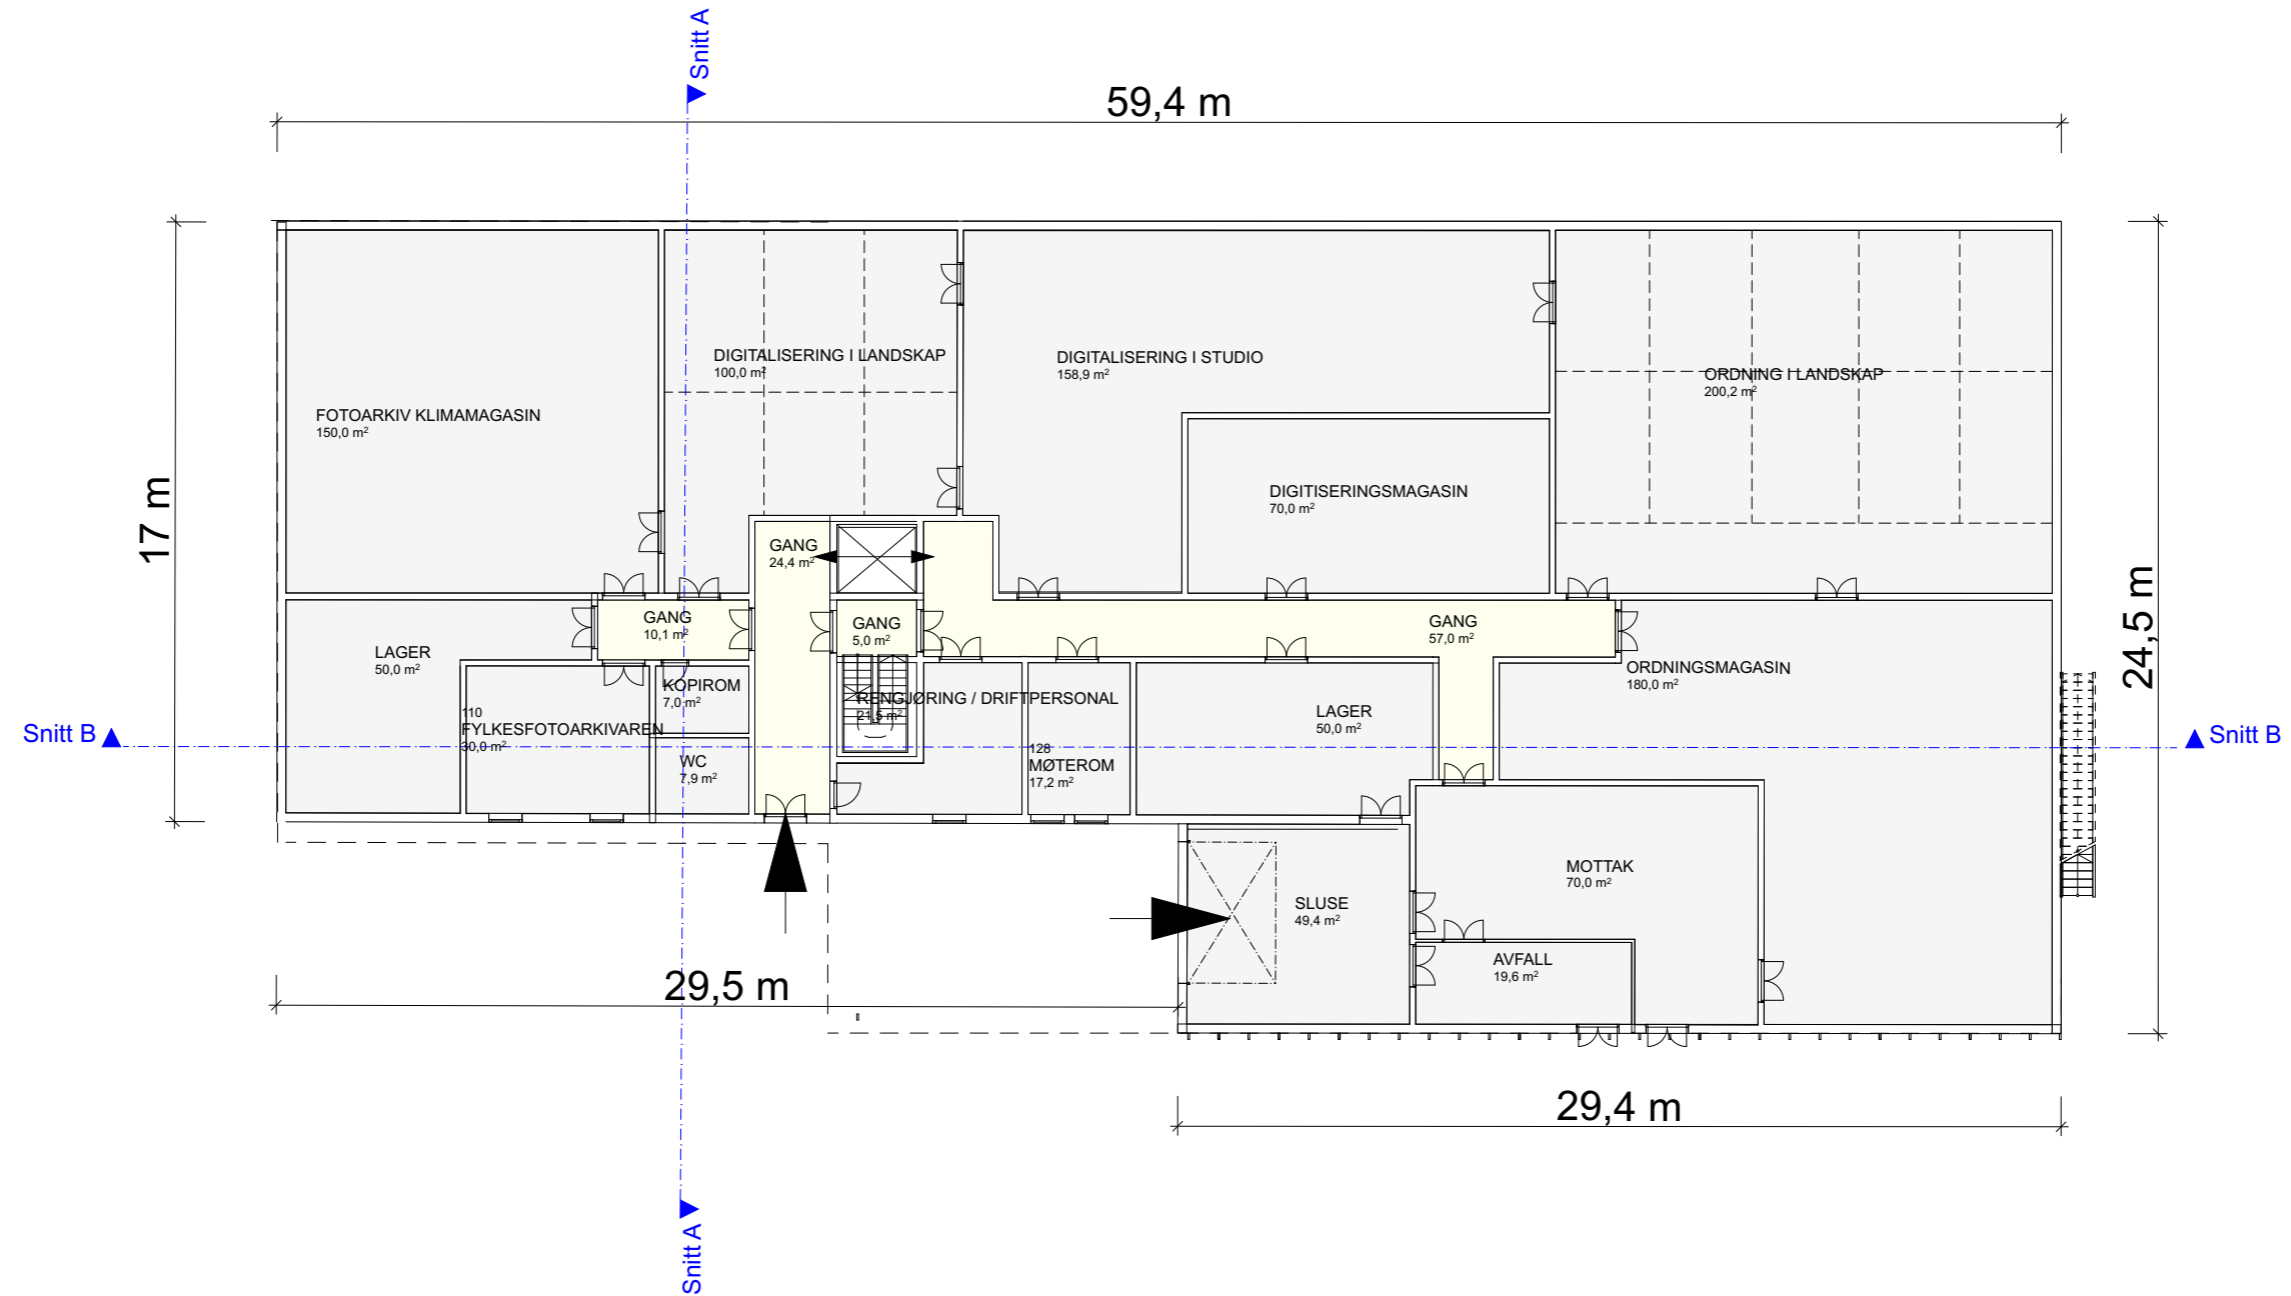 Snitt A
59,4 m
17 m
24,5 m
DIGITALISERING I LANDSKAP
100,0 m²
DIGITALISERING I STUDIO
158,9 m²
ORDNING I LANDSKAP
200,2 m²
FOTOARKIV KLIMAMAGASIN
150,0 m²
DIGITISERINGSMAGASIN
70,0 m²
GANG
24,4 m²
GANG
10,1 m²
GANG
5,0 m²
GANG
57,0 m²
LAGER
50,0 m²
ORDNINGSMAGASIN
180,0 m²
KOPIROM
7,0 m²
RENGJØRING / DRIFTPERSONAL
21,5 m²
LAGER
50,0 m²
110
FYLKESFOTOARKIVAREN
30,0 m²
Snitt B
Snitt B
WC
7,9 m²
128
MØTEROM
17,2 m²
MOTTAK
70,0 m²
SLUSE
49,4 m²
AVFALL
19,6 m²
29,5 m
29,4 m
Snitt A